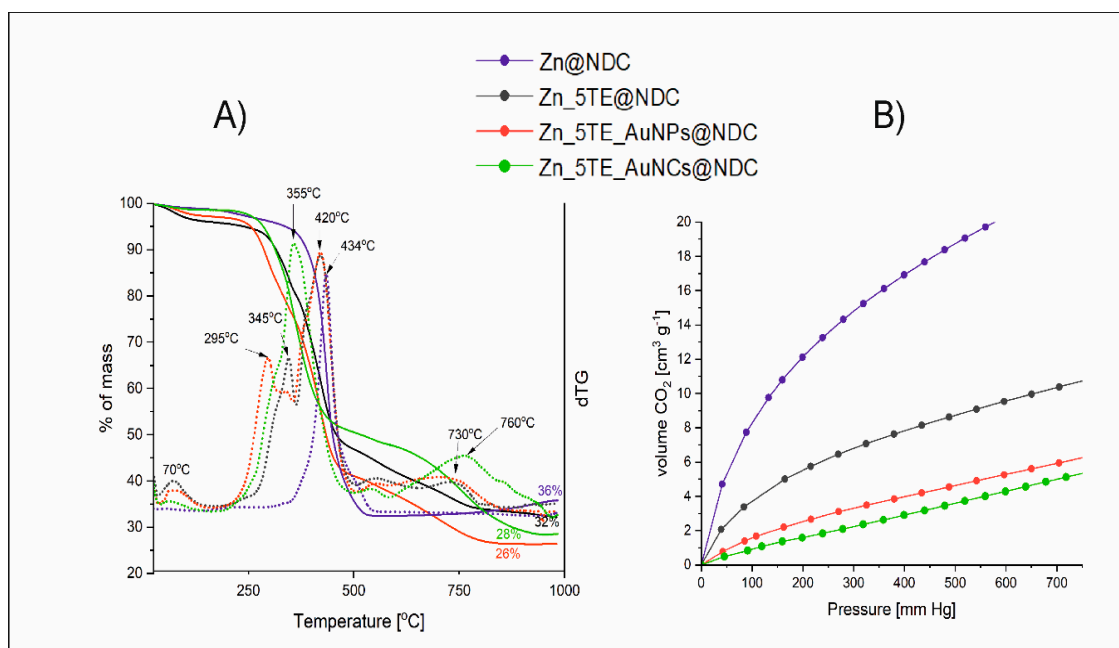 Zn@NDC
Zn_5TE@NDC
Zn_5TE_AuNPs@NDC
Zn_5TE_AuNCs@NDC
A)
B)
100
90
80
70
60
50
40
30
20
% of mass
250
500
750
1000
Temperature [°C]
dTG
355°C
420°C
434°C
345°C
295°C
70°C
730°C
760°C
36%
32%
28%
26%
20
18
16
14
12
10
8
6
4
2
0
volume CO₂ [cm³ g⁻¹]
0
100
200
300
400
500
600
700
Pressure [mm Hg]